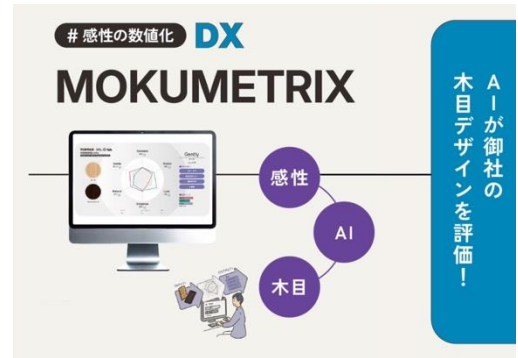 #感性の数値化 DX
MOKUMETRIX
Gently
感性
AI
木目
AIが御社の
木目デザインを評価！